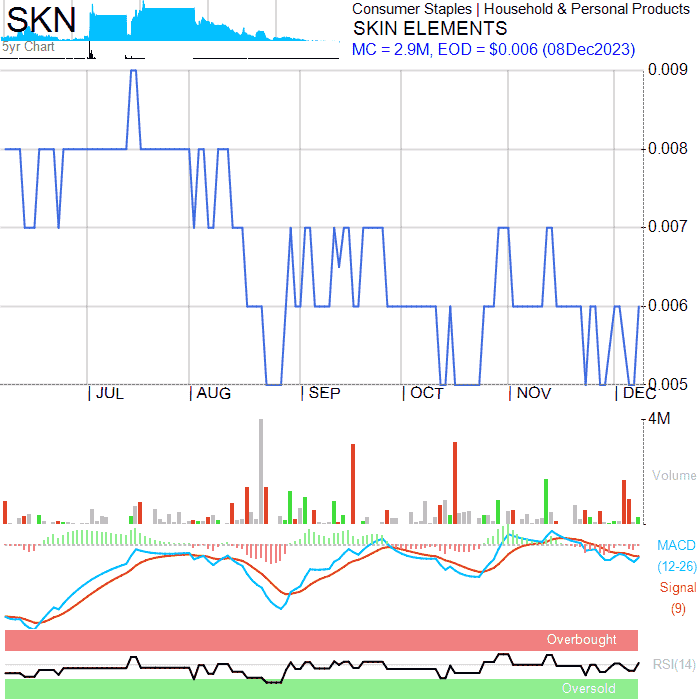 SKN
Consumer Staples | Household & Personal Products
SKIN ELEMENTS
MC = 2.9M, EOD = $0.006 (08Dec2023)
5yr Chart
0.009
0.008
0.007
0.006
0.005
| JUL | AUG | SEP | OCT | NOV | DEC
4M
Volume
MACD
(12-26)
Signal
(9)
Overbought
RSI(14)
Oversold